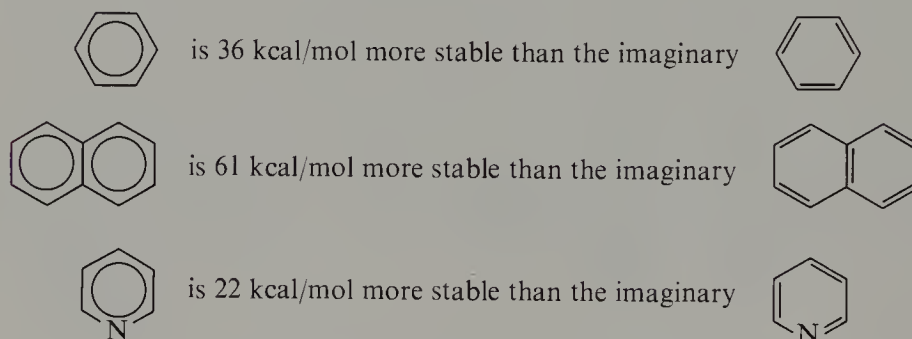 is 36 kcal/mol more stable than the imaginary
is 61 kcal/mol more stable than the imaginary
is 22 kcal/mol more stable than the imaginary
N N